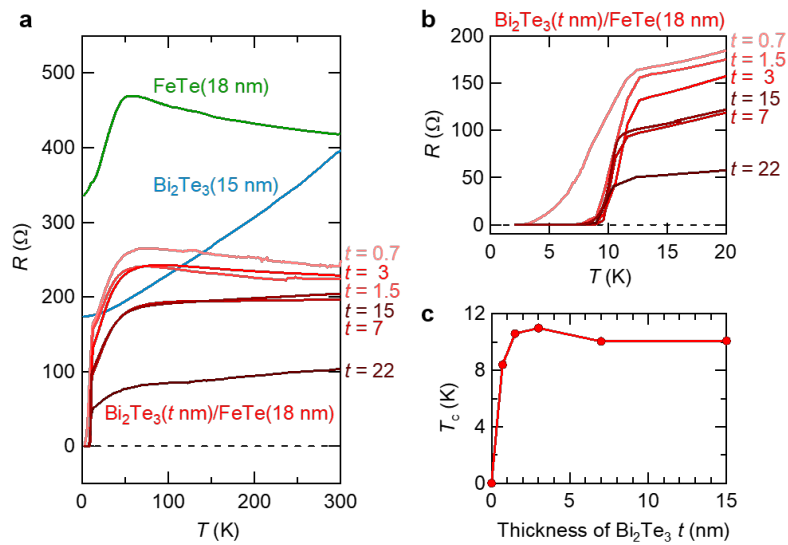 a
FeTe(18 nm)
Bi₂Te₃(15 nm)
Bi₂Te₃(t nm)/FeTe(18 nm)
t = 0.7
t = 3
t = 1.5
t = 15
t = 7
t = 22
R (Ω)
500
400
300
200
100
0
0
100
200
300
T (K)
b
Bi₂Te₃(t nm)/FeTe(18 nm)
t = 0.7
t = 1.5
t = 3
t = 15
t = 7
t = 22
R (Ω)
200
150
100
50
0
0
5
10
15
20
T (K)
c
Tc (K)
12
8
4
0
0
5
10
15
Thickness of Bi₂Te₃ t (nm)